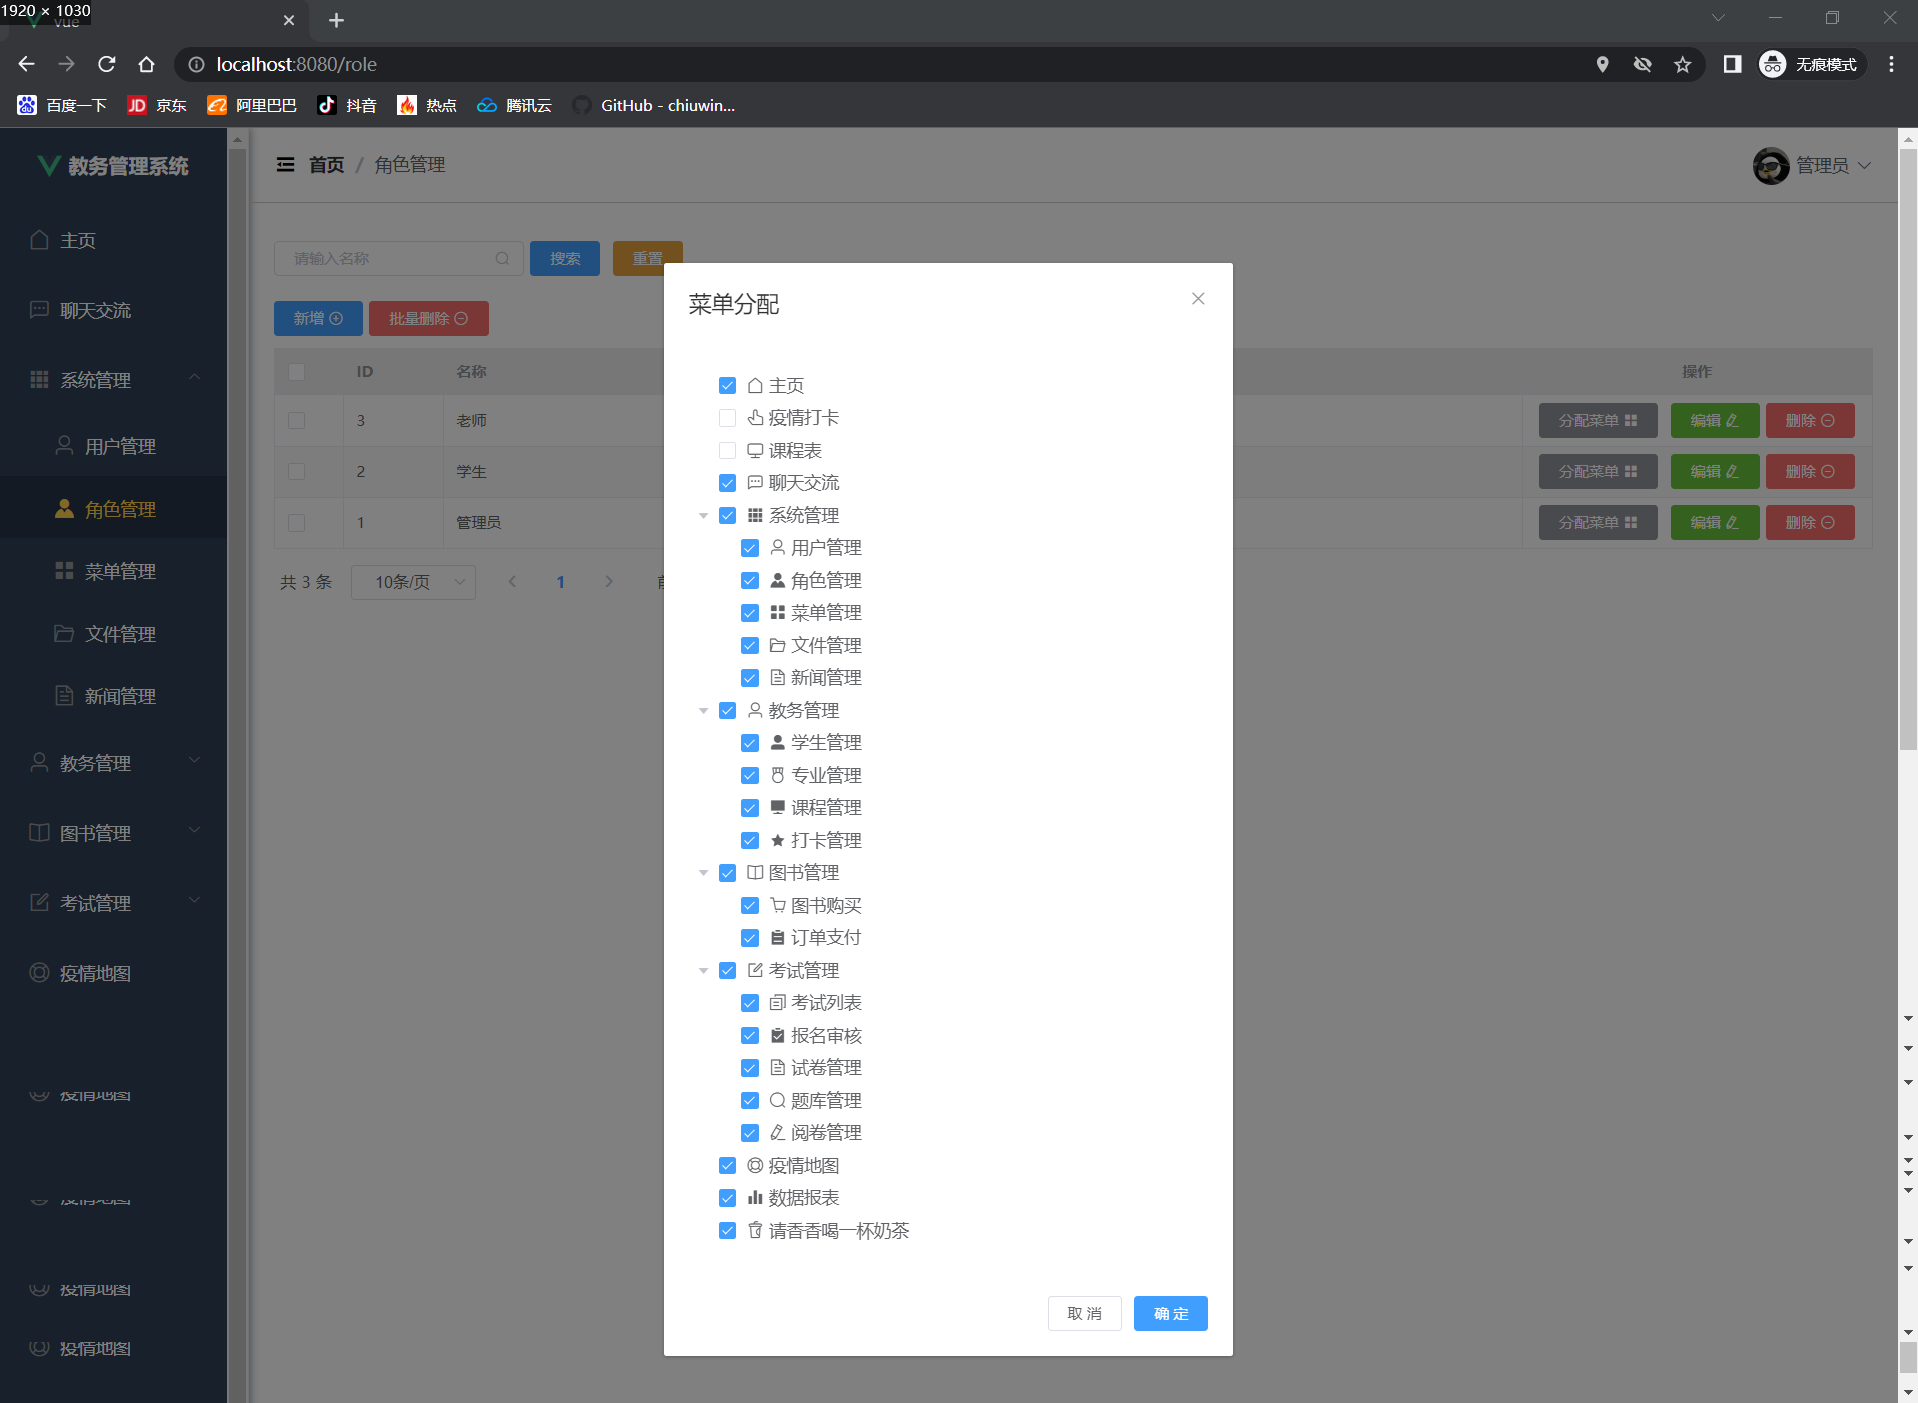 1920 × 1030
vue
localhost:8080/role
无痕模式
百度一下
京东
阿里巴巴
抖音
热点
腾讯云
GitHub - chiuwin...
教务管理系统
首页 / 角色管理
管理员
主页
聊天交流
系统管理
用户管理
角色管理
菜单管理
文件管理
新闻管理
教务管理
图书管理
考试管理
疫情地图
疫情地图
疫情地图
疫情地图
疫情地图
请输入名称
搜索
重置
新增
批量删除
ID 名称 操作
3 老师 分配菜单 编辑 删除
2 学生 分配菜单 编辑 删除
1 管理员 分配菜单 编辑 删除
共 3 条 10条/页 1
菜单分配
主页
疫情打卡
课程表
聊天交流
系统管理
用户管理
角色管理
菜单管理
文件管理
新闻管理
教务管理
学生管理
专业管理
课程管理
打卡管理
图书管理
图书购买
订单支付
考试管理
考试列表
报名审核
试卷管理
题库管理
阅卷管理
疫情地图
数据报表
请香香喝一杯奶茶
取 消
确 定